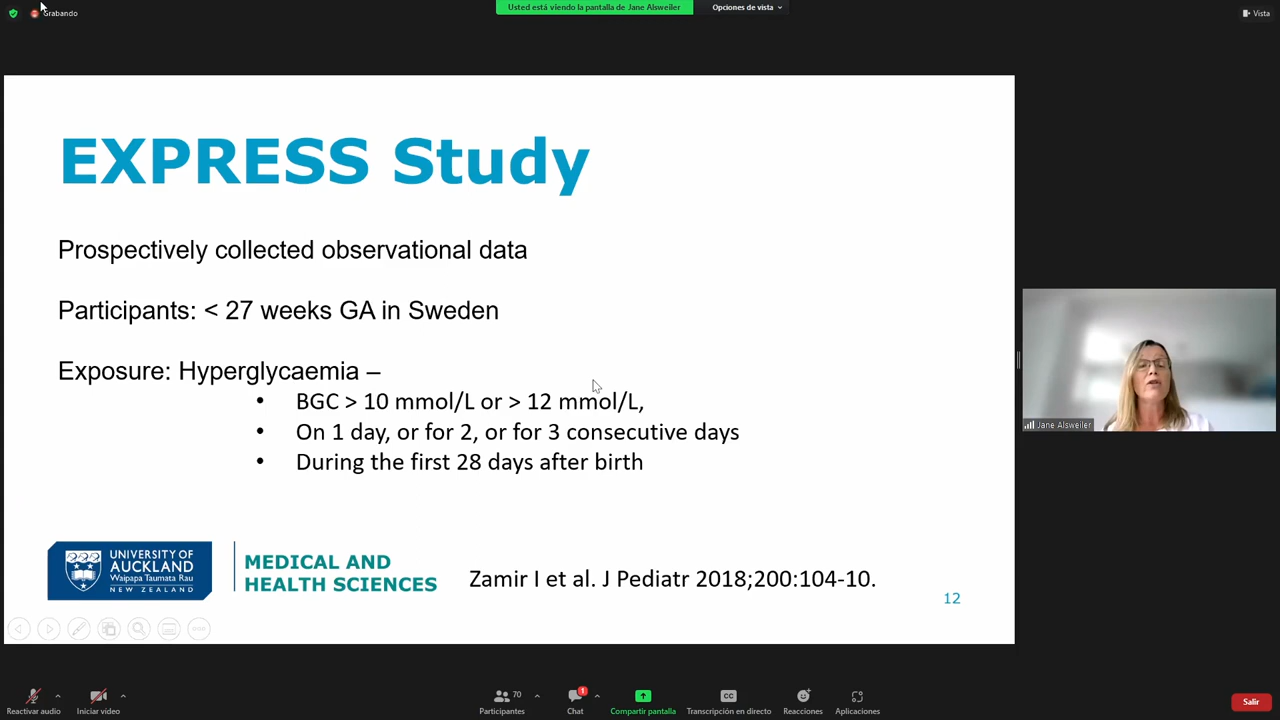 Grabando
Usted está viendo la pantalla de Jane Alsweiler
Opciones de vista
Vista
EXPRESS Study
Prospectively collected observational data
Participants: < 27 weeks GA in Sweden
Exposure: Hyperglycaemia –
• BGC > 10 mmol/L or > 12 mmol/L,
• On 1 day, or for 2, or for 3 consecutive days
• During the first 28 days after birth
UNIVERSITY OF
AUCKLAND
Waipapa Taumata Rau
NEW ZEALAND
MEDICAL AND
HEALTH SCIENCES
Zamir I et al. J Pediatr 2018;200:104-10.
12
Jane Alsweiler
Reactivar audio
Iniciar video
70
Participantes
1
Chat
Compartir pantalla
CC
Transcripción en directo
Reacciones
Aplicaciones
Salir